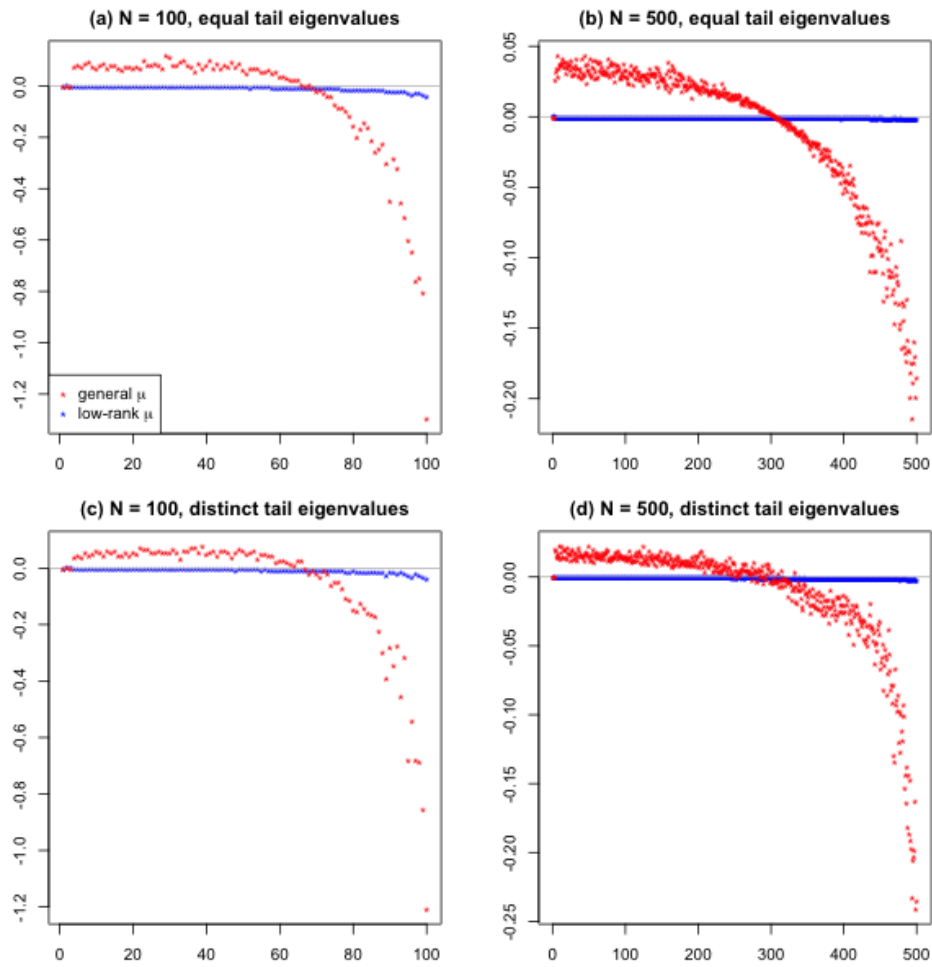 (a) N = 100, equal tail eigenvalues
0.0
-0.2
-0.4
-0.6
-0.8
-1.0
-1.2
general μ
low-rank μ
0 20 40 60 80 100
(b) N = 500, equal tail eigenvalues
0.05
0.00
-0.05
-0.10
-0.15
-0.20
0 100 200 300 400 500
(c) N = 100, distinct tail eigenvalues
0.0
-0.2
-0.4
-0.6
-0.8
-1.0
-1.2
0 20 40 60 80 100
(d) N = 500, distinct tail eigenvalues
0.00
-0.05
-0.10
-0.15
-0.20
-0.25
0 100 200 300 400 500